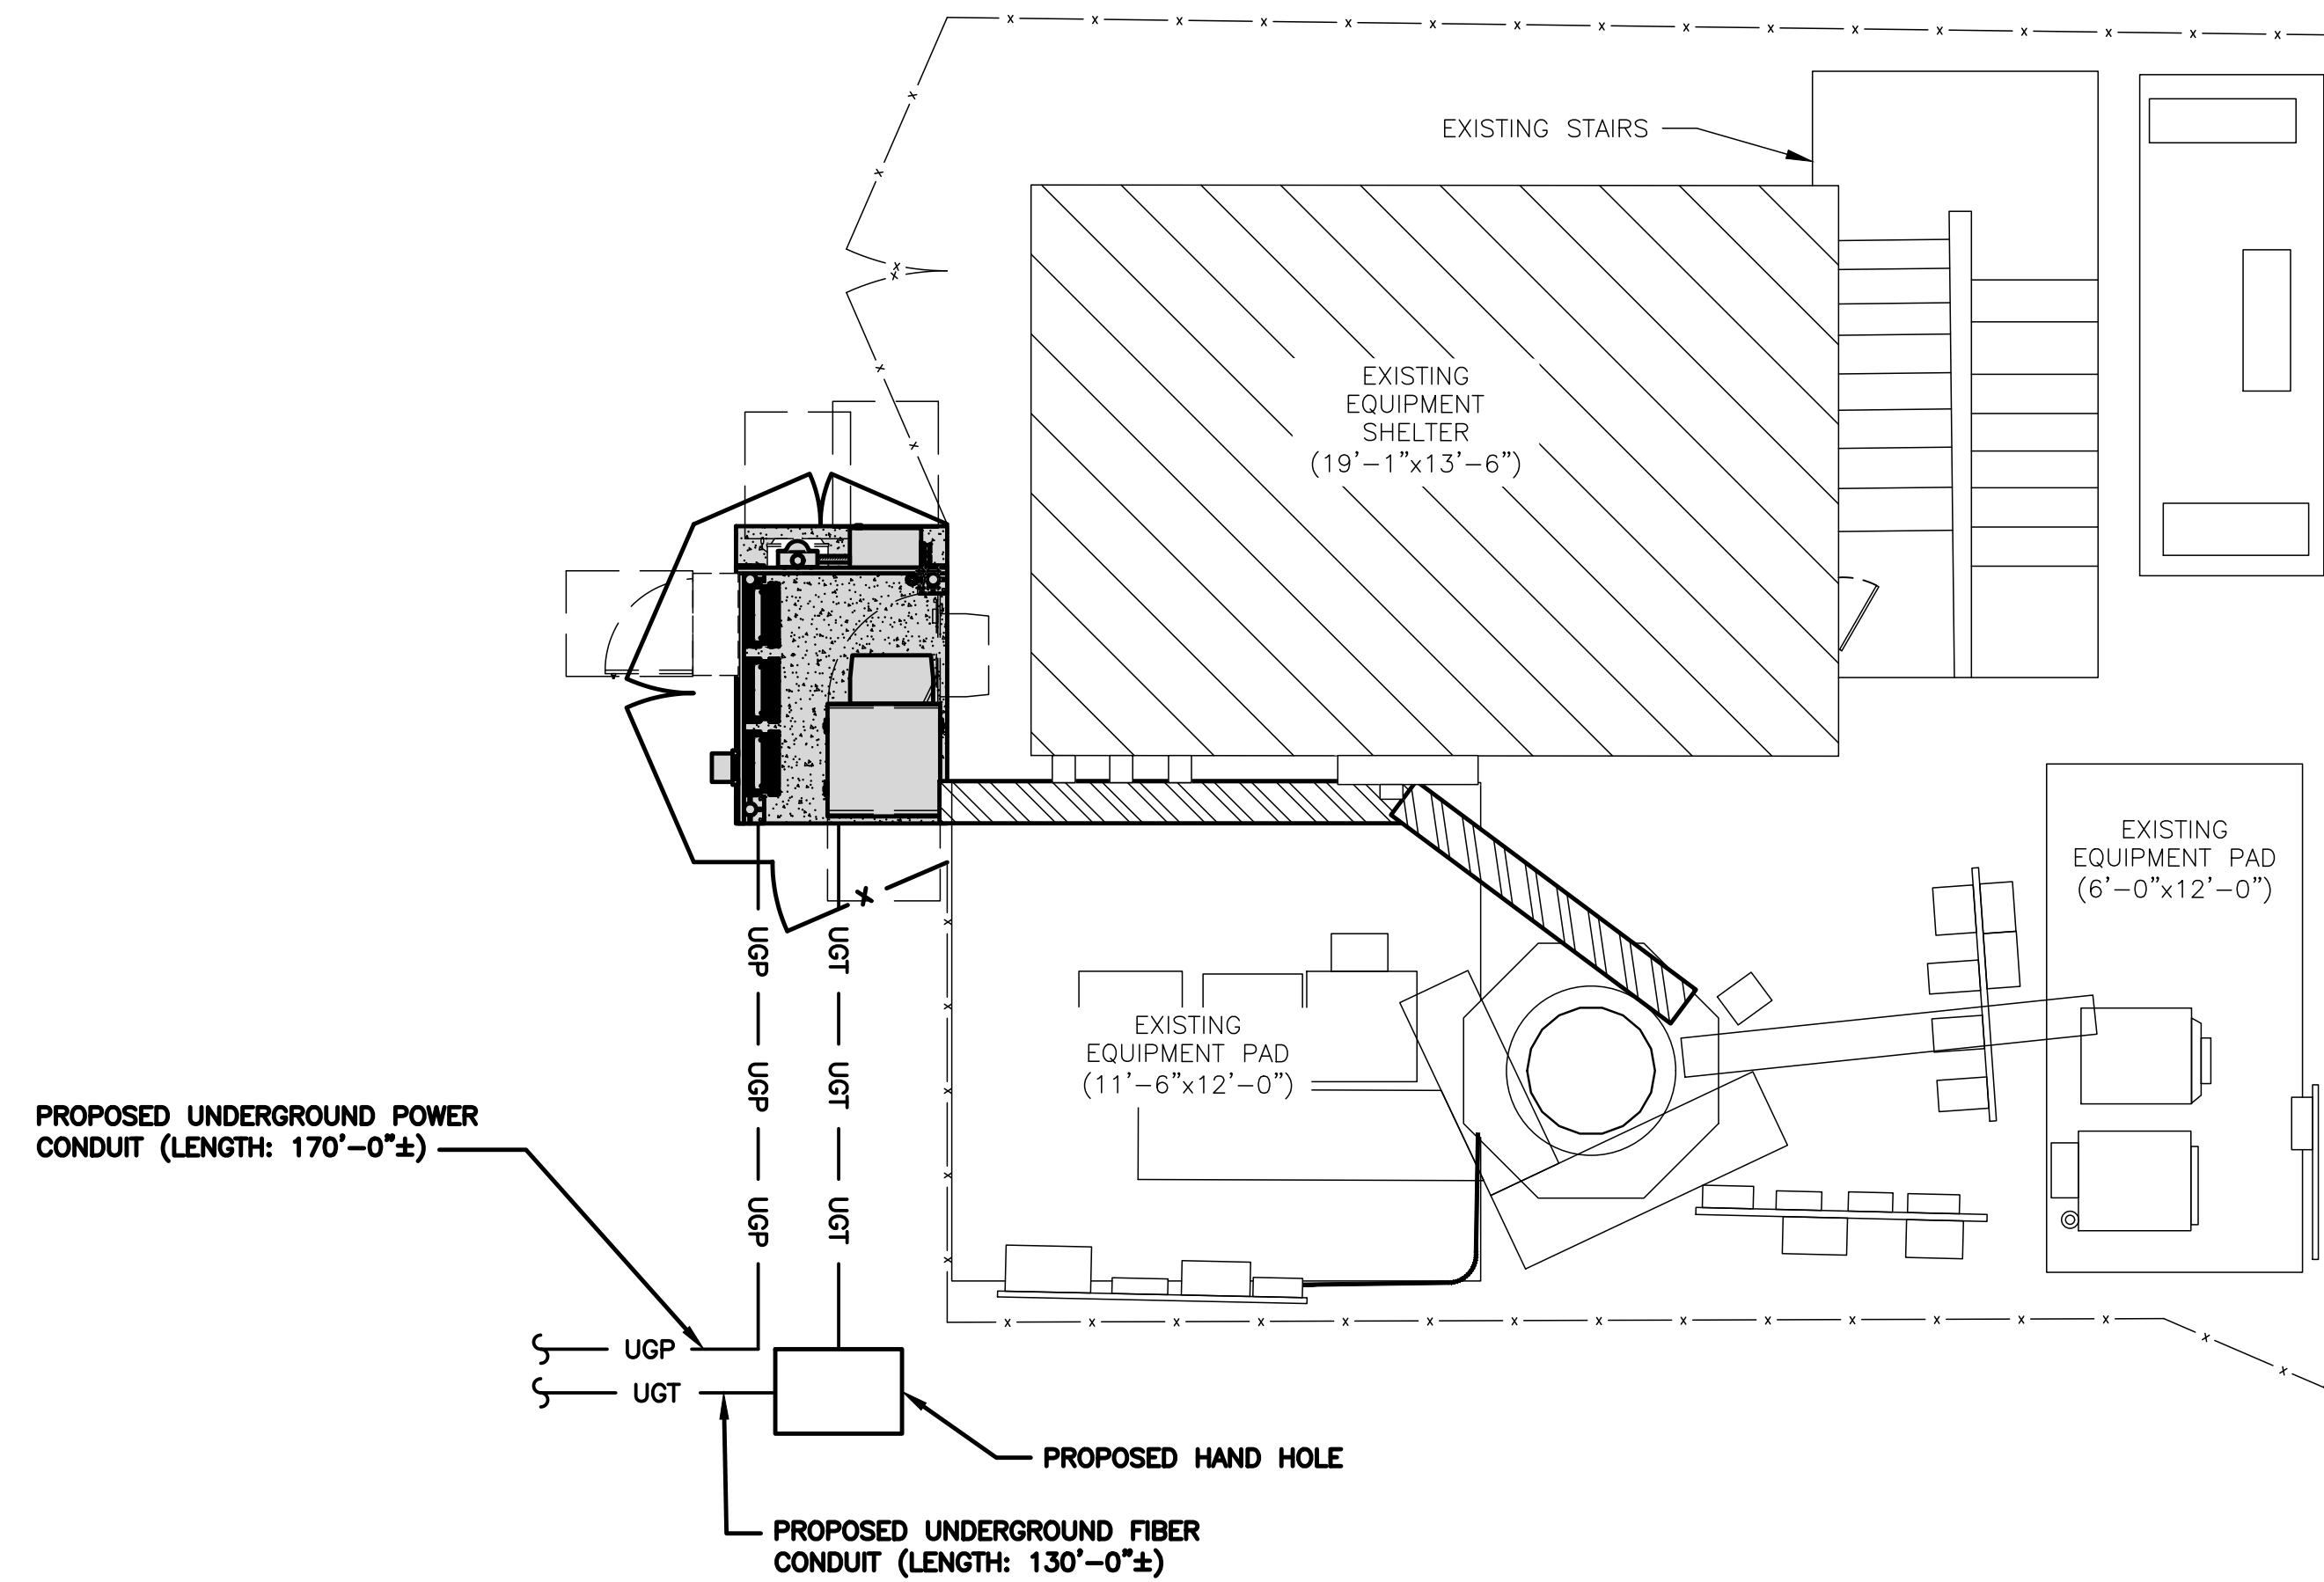 EXISTING STAIRS
EXISTING
EQUIPMENT
SHELTER
(19'-1"x13'-6")
EXISTING
EQUIPMENT PAD
(6'-0"x12'-0")
EXISTING
EQUIPMENT PAD
(11'-6"x12'-0")
UGP
UGT
UGP
UGT
UGP
UGT
PROPOSED UNDERGROUND POWER
CONDUIT (LENGTH: 170'-0"±)
UGP
UGT
PROPOSED HAND HOLE
PROPOSED UNDERGROUND FIBER
CONDUIT (LENGTH: 130'-0"±)